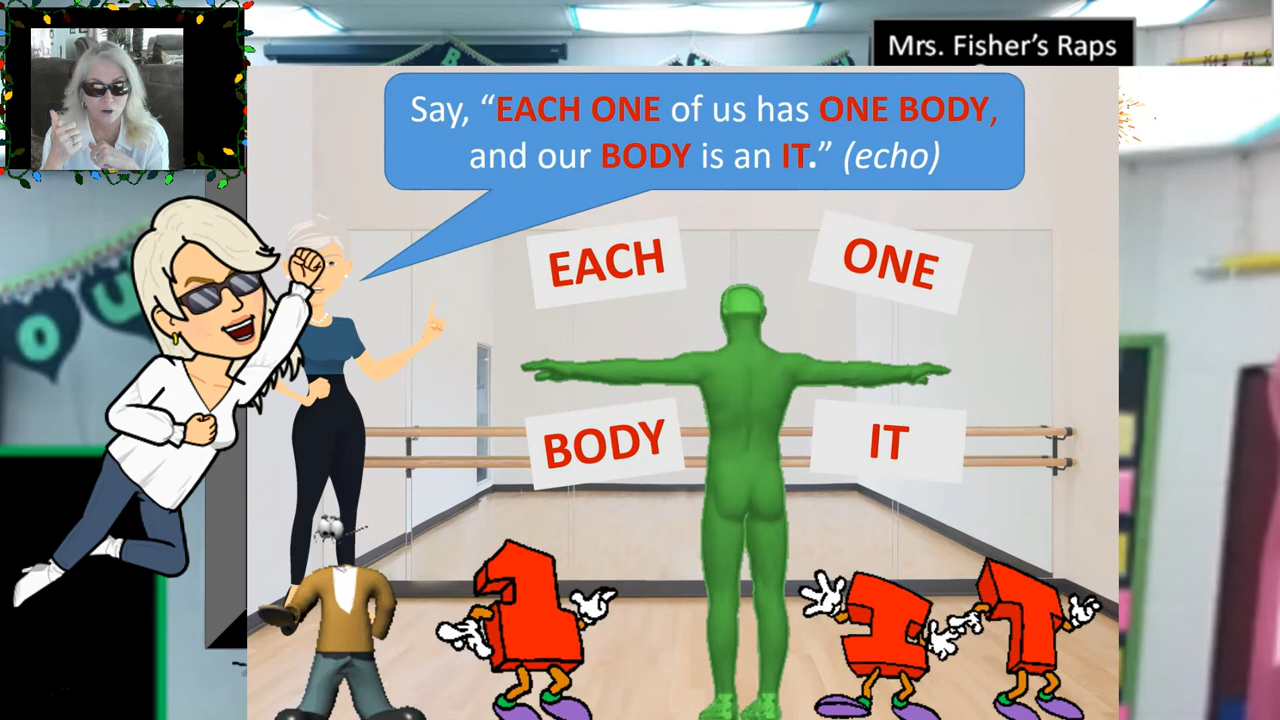 Mrs. Fisher's Raps
Say, “EACH ONE of us has ONE BODY,
and our BODY is an IT.” (echo)
EACH
ONE
BODY
IT
O U
1
I T